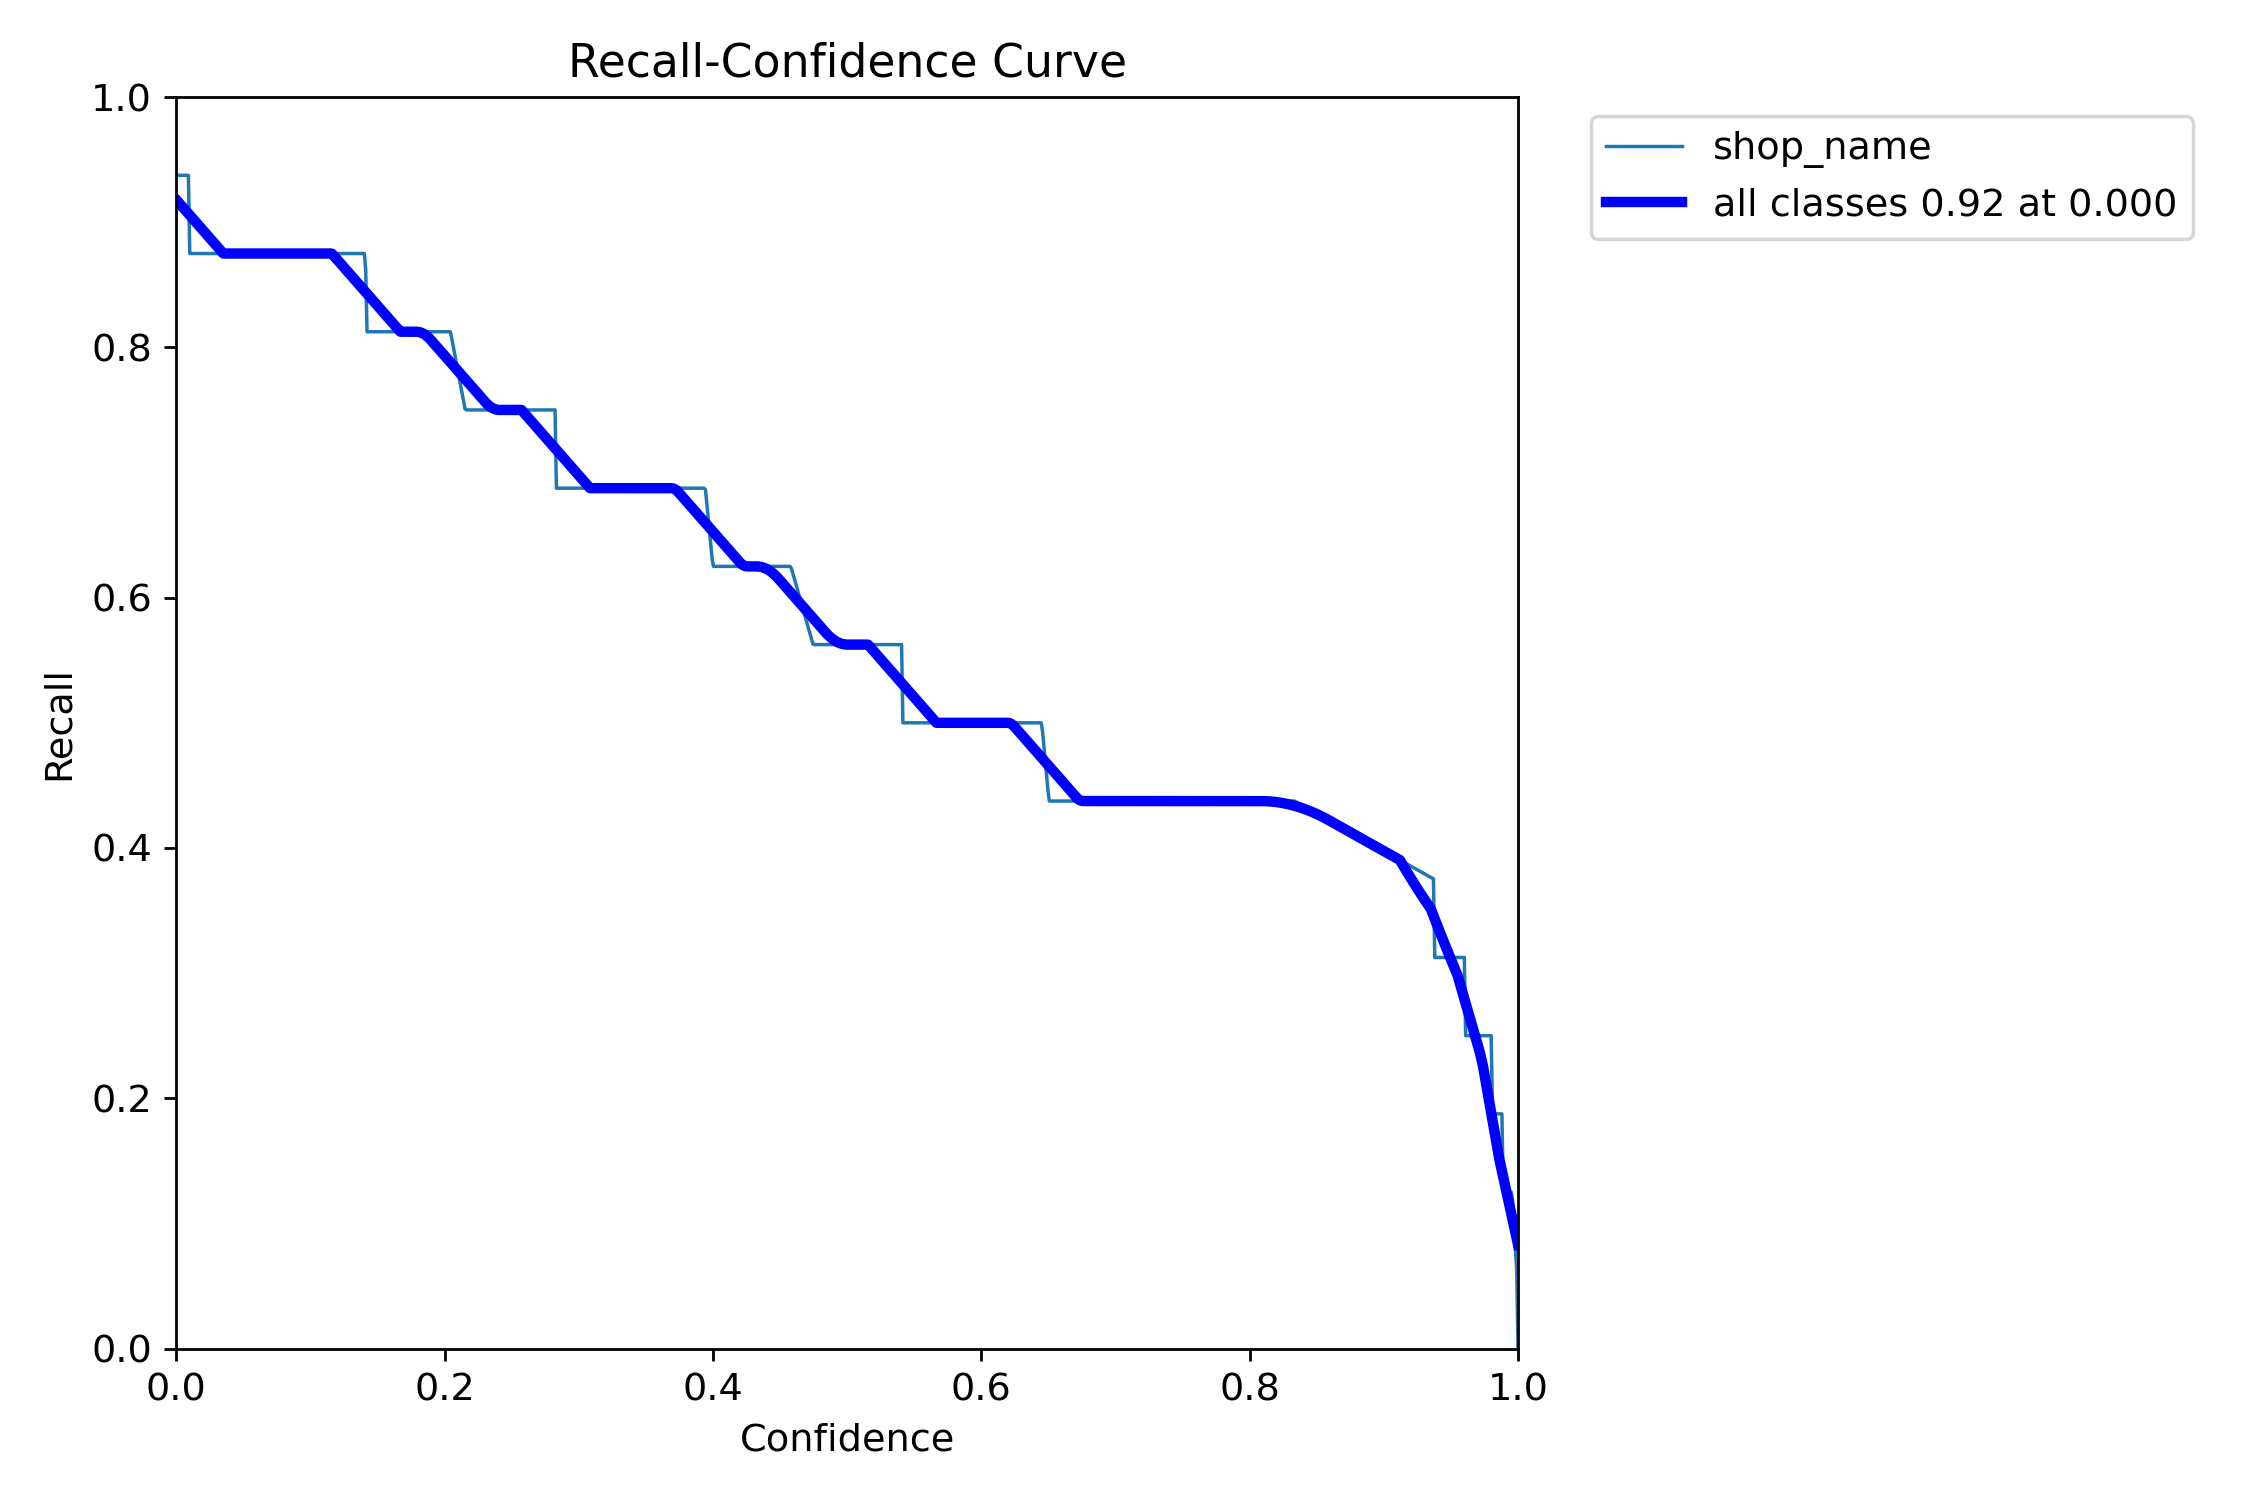 Recall-Confidence Curve
shop_name
all classes 0.92 at 0.000
1.0
0.8
0.6
0.4
0.2
0.0
Recall
0.0 0.2 0.4 0.6 0.8 1.0
Confidence